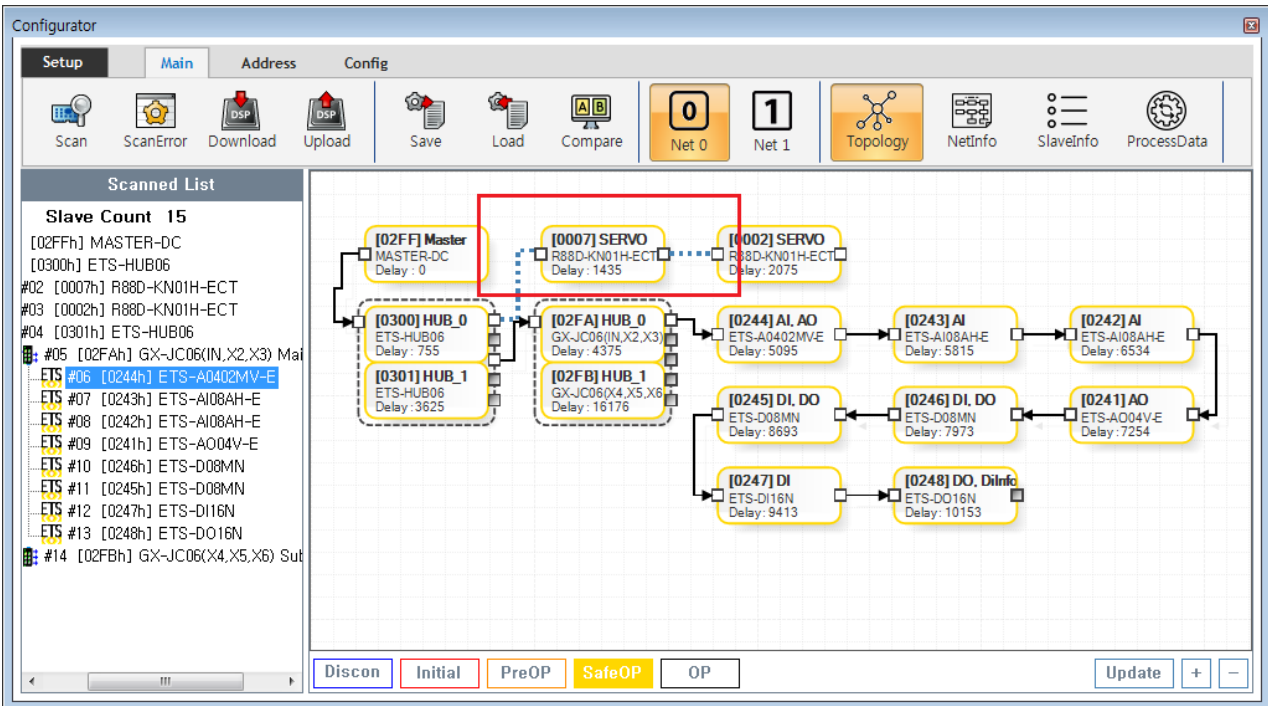 Configurator
Setup
Main
Address
Config
Scan
ScanError
DSP
Download
DSP
Upload
Save
Load
A B
Compare
0
Net 0
1
Net 1
Topology
NetInfo
SlaveInfo
ProcessData
Scanned List
Slave Count 15
[02FFh] MASTER-DC
[0300h] ETS-HUB06
#02 [0007h] R88D-KN01H-ECT
#03 [0002h] R88D-KN01H-ECT
#04 [0301h] ETS-HUB06
#05 [02FAh] GX-JC06(IN,X2,X3) Mai
ETS #06 [0244h] ETS-A0402MV-E
ETS #07 [0243h] ETS-AI08AH-E
ETS #08 [0242h] ETS-AI08AH-E
ETS #09 [0241h] ETS-AO04V-E
ETS #10 [0246h] ETS-D08MN
ETS #11 [0245h] ETS-D08MN
ETS #12 [0247h] ETS-DI16N
ETS #13 [0248h] ETS-DO16N
#14 [02FBh] GX-JC06(X4,X5,X6) Sub
[02FF] Master
MASTER-DC
Delay : 0
[0007] SERVO
R88D-KN01H-ECT
Delay : 1435
[0002] SERVO
R88D-KN01H-ECT
Delay : 2075
[0300] HUB_0
ETS-HUB06
Delay : 755
[0301] HUB_1
ETS-HUB06
Delay : 3625
[02FA] HUB_0
GX-JC06(IN,X2,X3)
Delay : 4375
[02FB] HUB_1
GX-JC06(X4,X5,X6
Delay : 16176
[0244] AI, AO
ETS-A0402MV-E
Delay : 5095
[0243] AI
ETS-AI08AH-E
Delay : 5815
[0242] AI
ETS-AI08AH-E
Delay : 6534
[0245] DI, DO
ETS-D08MN
Delay : 8693
[0246] DI, DO
ETS-D08MN
Delay : 7973
[0241] AO
ETS-AO04V-E
Delay : 7254
[0247] DI
ETS-DI16N
Delay : 9413
[0248] DO, DiInfo
ETS-DO16N
Delay : 10153
Discon
Initial
PreOP
SafeOP
OP
Update
+
−